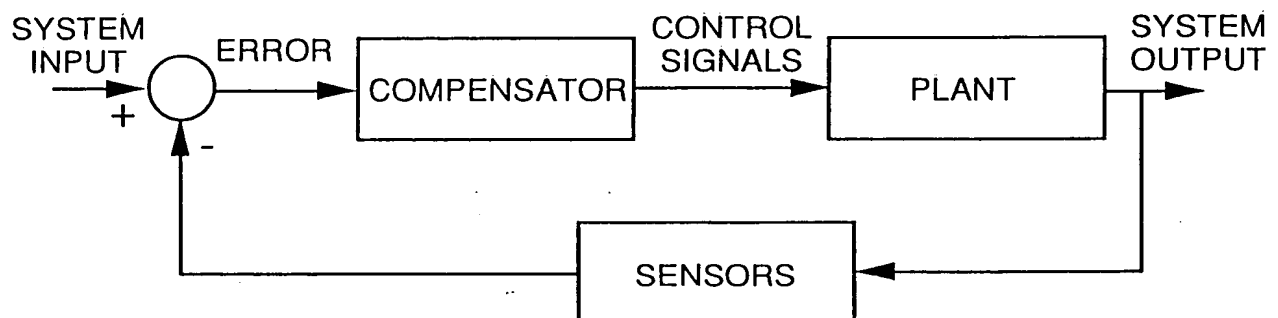 SYSTEM
INPUT
+
-
ERROR
COMPENSATOR
CONTROL
SIGNALS
PLANT
SYSTEM
OUTPUT
SENSORS